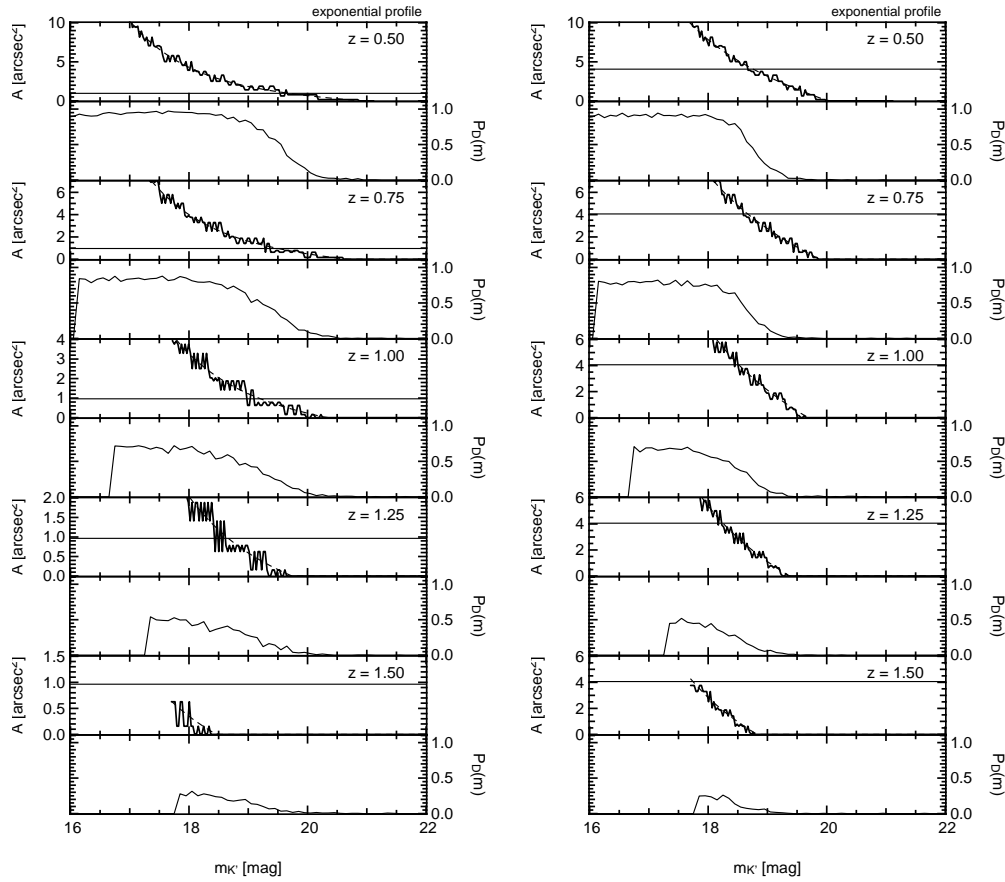 exponential profile
z = 0.50
A [arcsec²]
10
5
0
1.0
0.5
0.0
P_D(m)
z = 0.75
A [arcsec²]
6
4
2
0
1.0
0.5
0.0
P_D(m)
z = 1.00
A [arcsec²]
4
3
2
1
0
1.0
0.5
0.0
P_D(m)
z = 1.25
A [arcsec²]
2.0
1.5
1.0
0.5
0.0
1.0
0.5
0.0
P_D(m)
z = 1.50
A [arcsec²]
1.5
1.0
0.5
0.0
1.0
0.5
0.0
P_D(m)
16 18 20 22
m_K' [mag]
exponential profile
z = 0.50
A [arcsec²]
10
5
0
1.0
0.5
0.0
P_D(m)
z = 0.75
A [arcsec²]
6
4
2
0
1.0
0.5
0.0
P_D(m)
z = 1.00
A [arcsec²]
6
4
2
0
1.0
0.5
0.0
P_D(m)
z = 1.25
A [arcsec²]
6
4
2
0
1.0
0.5
0.0
P_D(m)
z = 1.50
A [arcsec²]
6
4
2
0
1.0
0.5
0.0
P_D(m)
16 18 20 22
m_K' [mag]